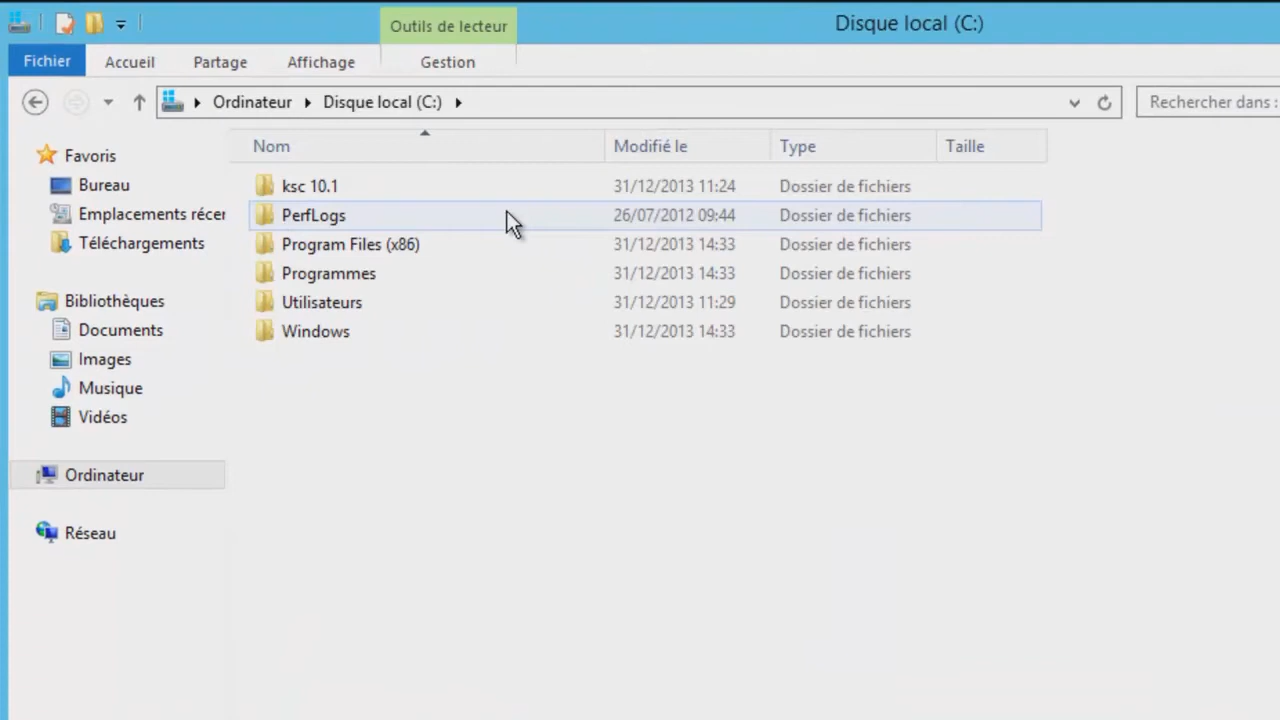 Outils de lecteur
Disque local (C:)
Fichier
Accueil
Partage
Affichage
Gestion
Ordinateur
Disque local (C:)
Rechercher dans :
Nom
Modifié le
Type
Taille
Favoris
Bureau
Emplacements récer
Téléchargements
Bibliothèques
Documents
Images
Musique
Vidéos
Ordinateur
Réseau
ksc 10.1 31/12/2013 11:24 Dossier de fichiers
PerfLogs 26/07/2012 09:44 Dossier de fichiers
Program Files (x86) 31/12/2013 14:33 Dossier de fichiers
Programmes 31/12/2013 14:33 Dossier de fichiers
Utilisateurs 31/12/2013 11:29 Dossier de fichiers
Windows 31/12/2013 14:33 Dossier de fichiers